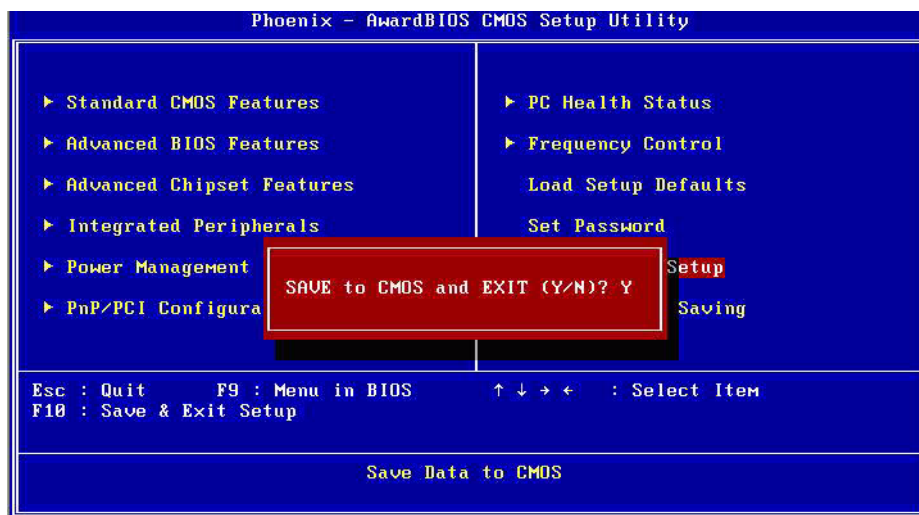 Phoenix - AwardBIOS CMOS Setup Utility
► Standard CMOS Features
► Advanced BIOS Features
► Advanced Chipset Features
► Integrated Peripherals
► Power Management
► PnP/PCI Configura
► PC Health Status
► Frequency Control
Load Setup Defaults
Set Password
Setup
Saving
SAVE to CMOS and EXIT (Y/N)? Y
Esc : Quit F9 : Menu in BIOS ↑ ↓ → ← : Select Item
F10 : Save & Exit Setup
Save Data to CMOS